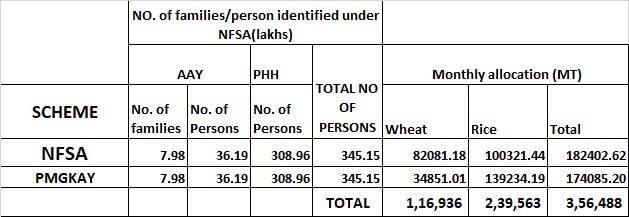 NO. of families/person identified under
NFSA(lakhs)
AAY PHH TOTAL NO OF PERSONS Monthly allocation (MT)
SCHEME No. of families No. of Persons No. of Persons Wheat Rice Total
NFSA 7.98 36.19 308.96 345.15 82081.18 100321.44 182402.62
PMGKAY 7.98 36.19 308.96 345.15 34851.01 139234.19 174085.20
TOTAL 1,16,936 2,39,563 3,56,488